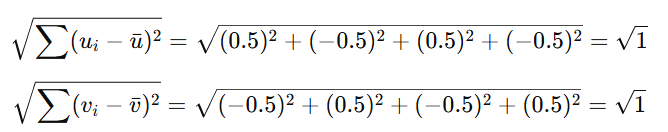 √∑(uᵢ − ū)² = √(0.5)² + (−0.5)² + (0.5)² + (−0.5)² = √1
√∑(vᵢ − v̄)² = √(−0.5)² + (0.5)² + (−0.5)² + (0.5)² = √1